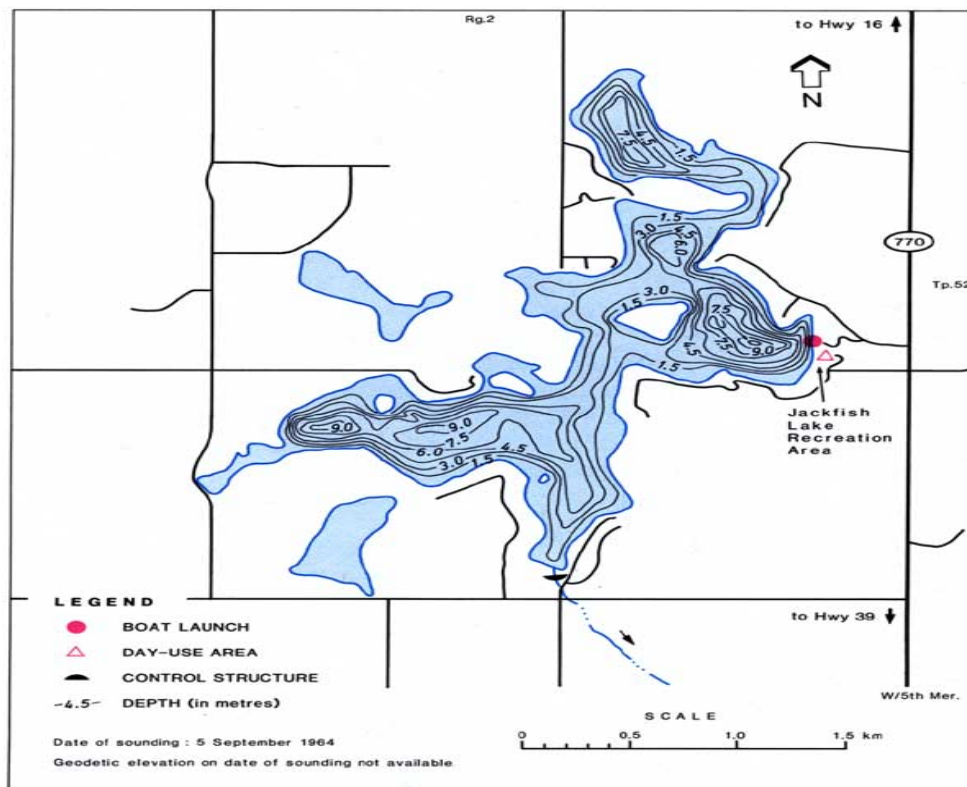 Rg.2
to Hwy 16
N
7.5
4.5
1.5
1.5
3.0
4.5
6.0
770
Tp.52
3.0
1.5
7.5
7.5
9.0
4.5
1.5
Jackfish
Lake
Recreation
Area
9.0
9.0
7.5
6.0
4.5
3.0
1.5
LEGEND
BOAT LAUNCH
DAY-USE AREA
CONTROL STRUCTURE
-4.5- DEPTH (in metres)
to Hwy 39
W/5th Mer.
Date of sounding : 5 September 1964
Geodetic elevation on date of sounding not available
SCALE
0 0.5 1.0 1.5 km